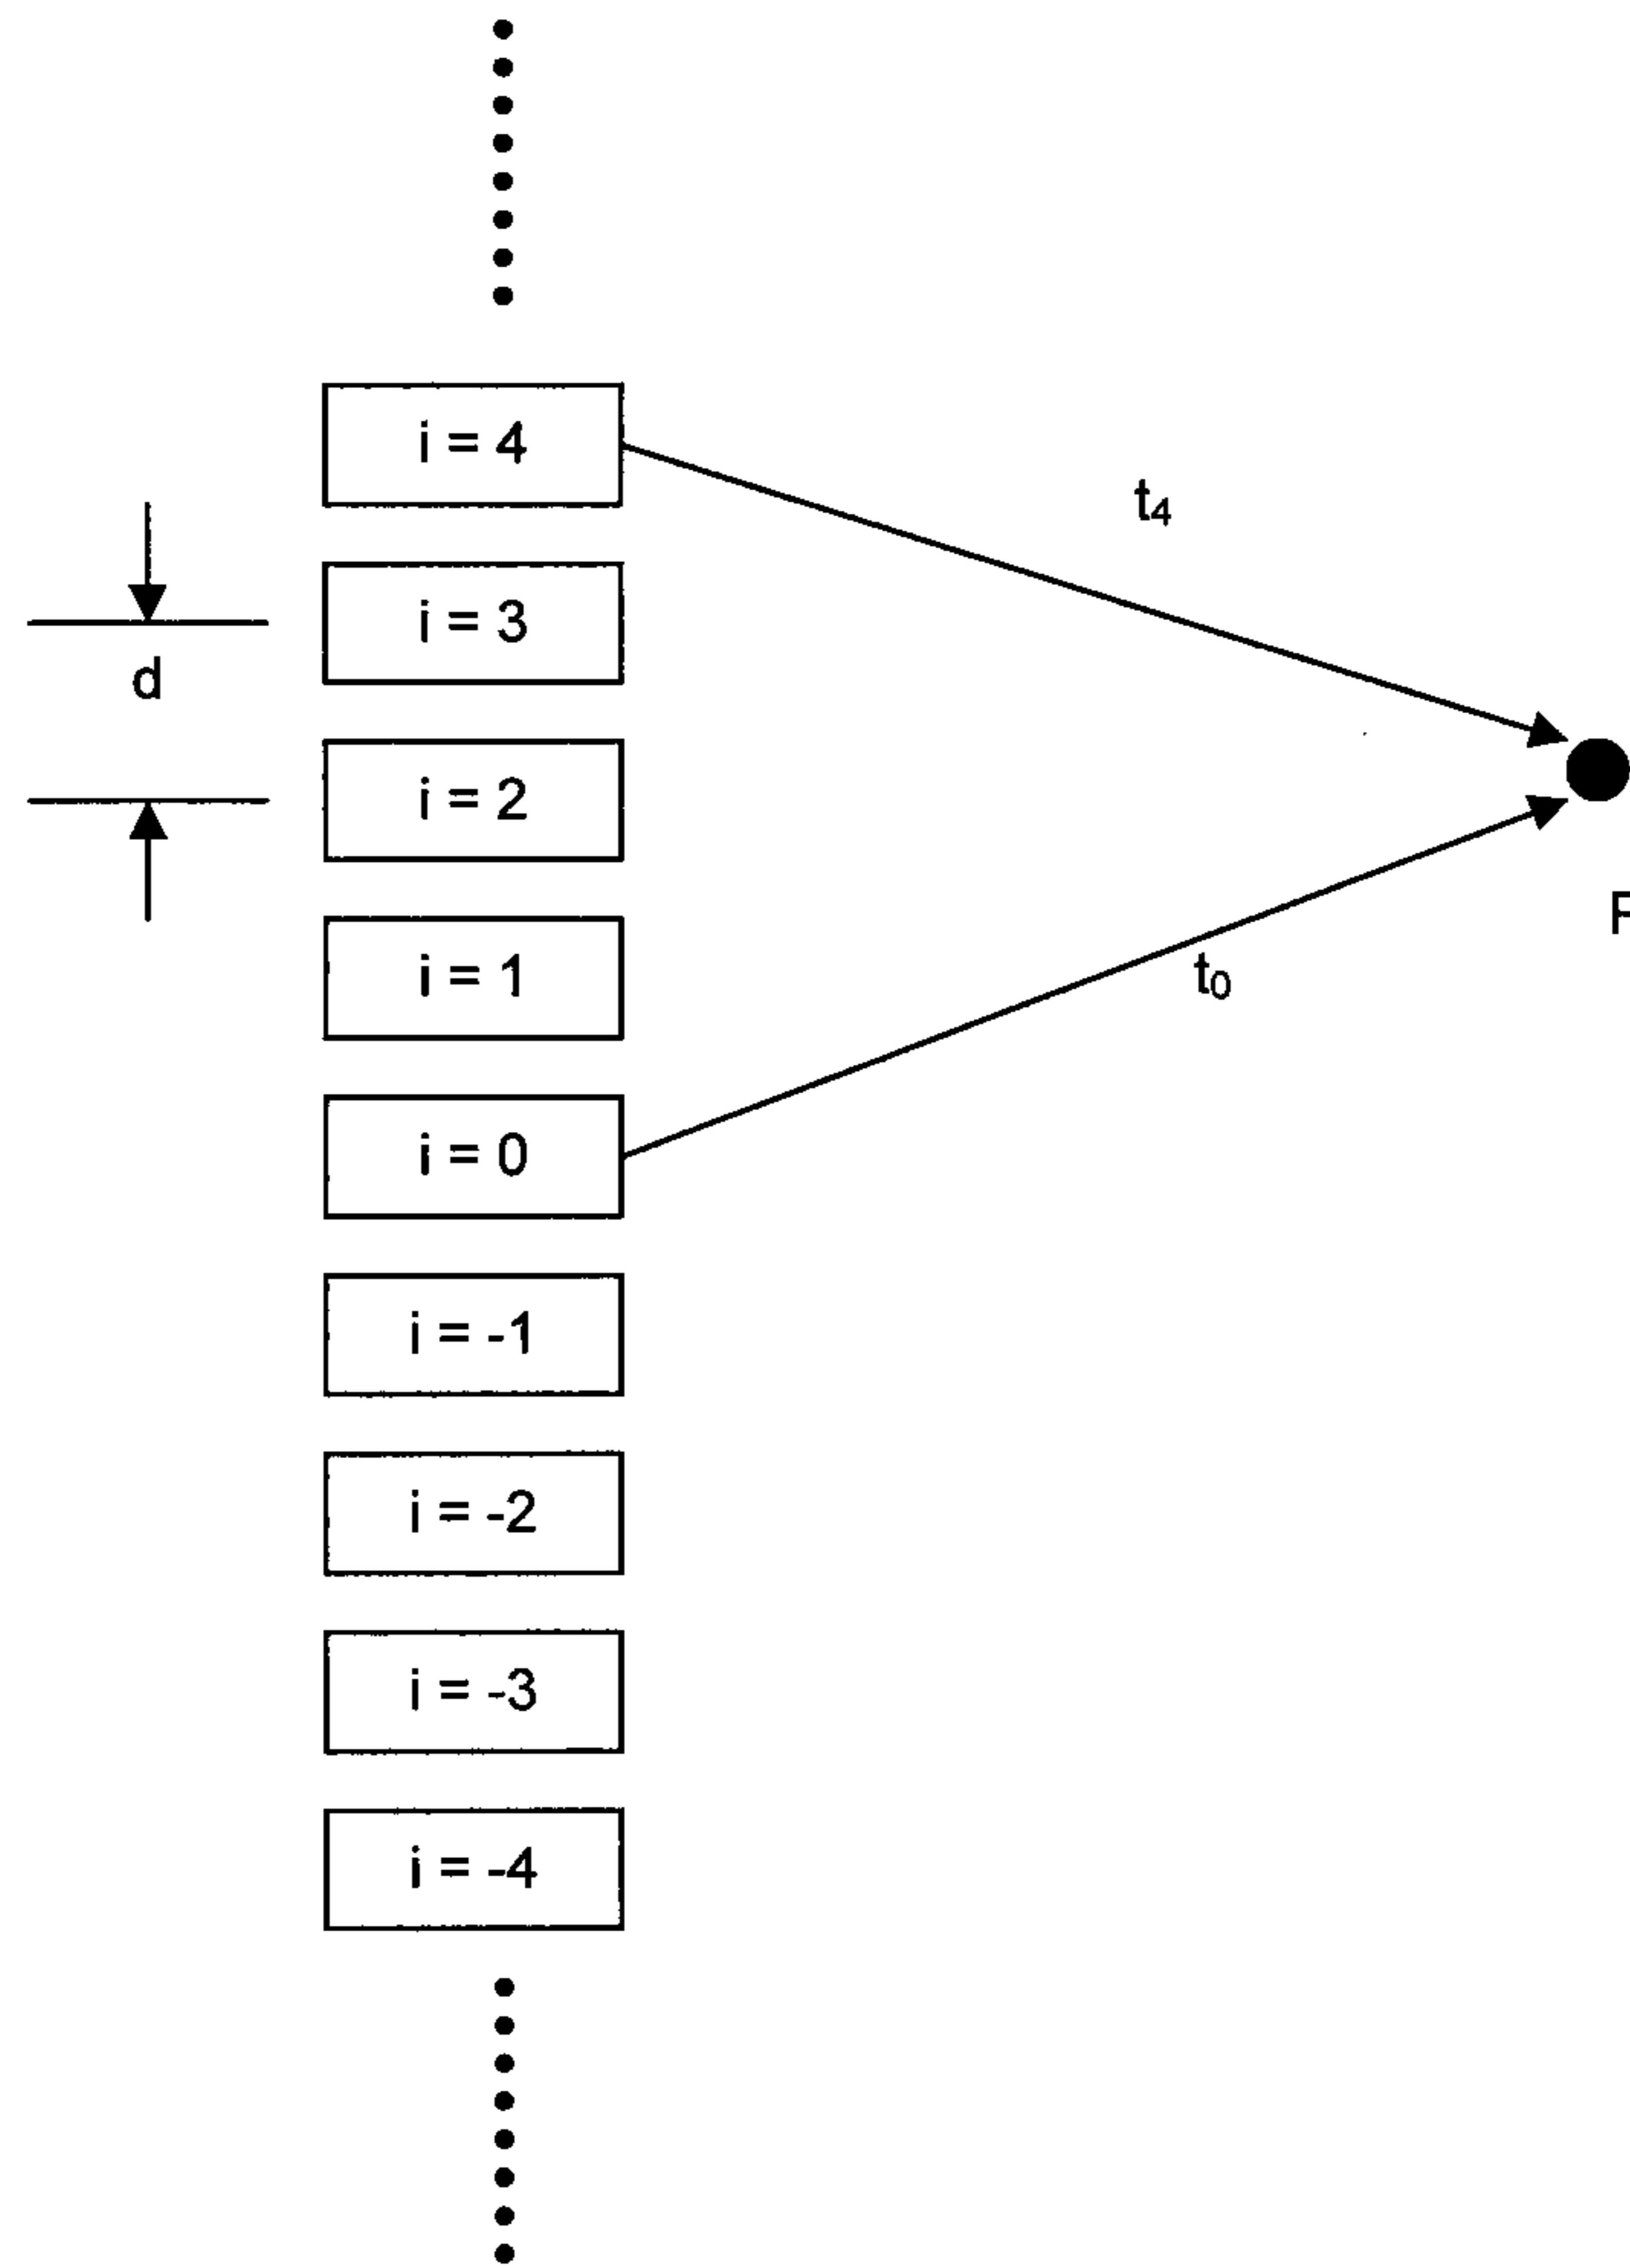 i = 4
t4
i = 3
d
i = 2
i = 1
t0
i = 0
i = -1
i = -2
i = -3
i = -4